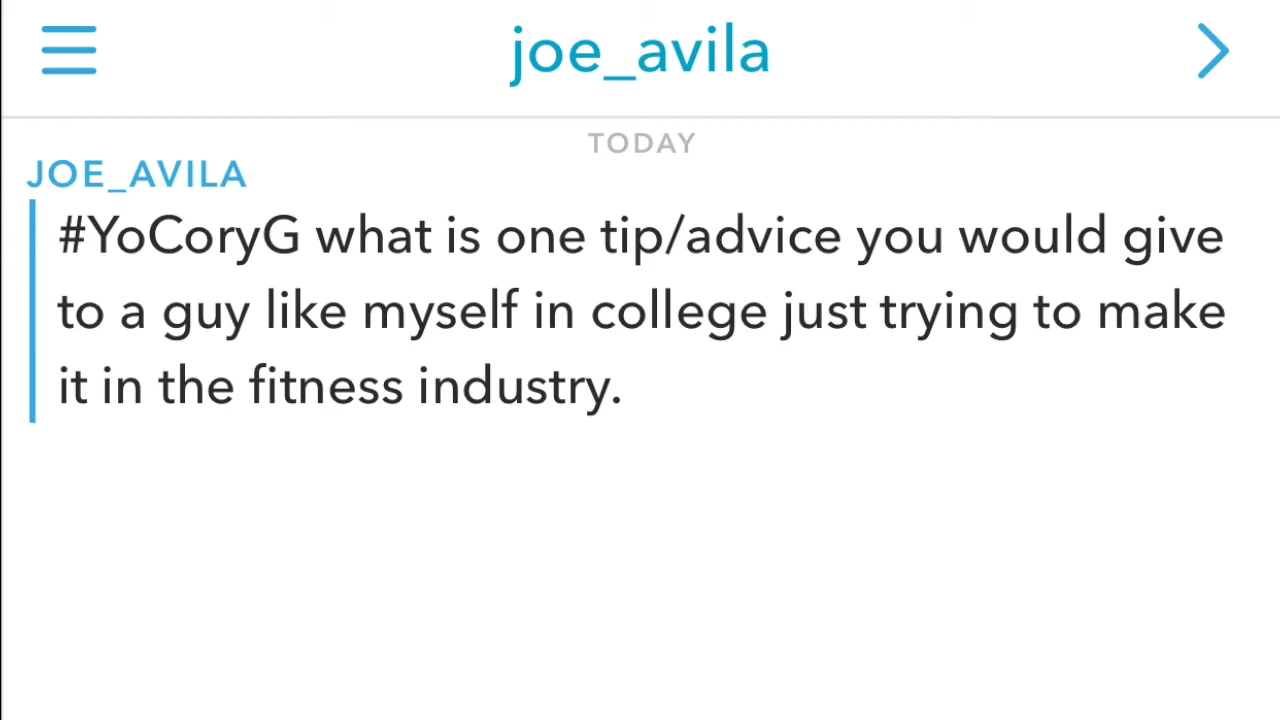 joe_avila
TODAY
JOE_AVILA
#YoCoryG what is one tip/advice you would give
to a guy like myself in college just trying to make
it in the fitness industry.